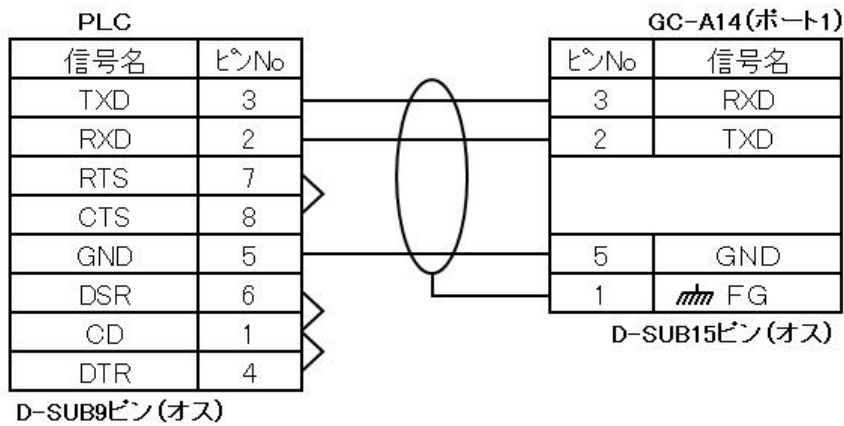 PLC
GC-A14(ポート1)
信号名 ピンNo
ピンNo 信号名
TXD 3
3 RXD
RXD 2
2 TXD
RTS 7
CTS 8
GND 5
5 GND
DSR 6
1 FG
CD 1
DTR 4
D-SUB15ピン(オス)
D-SUB9ピン(オス)